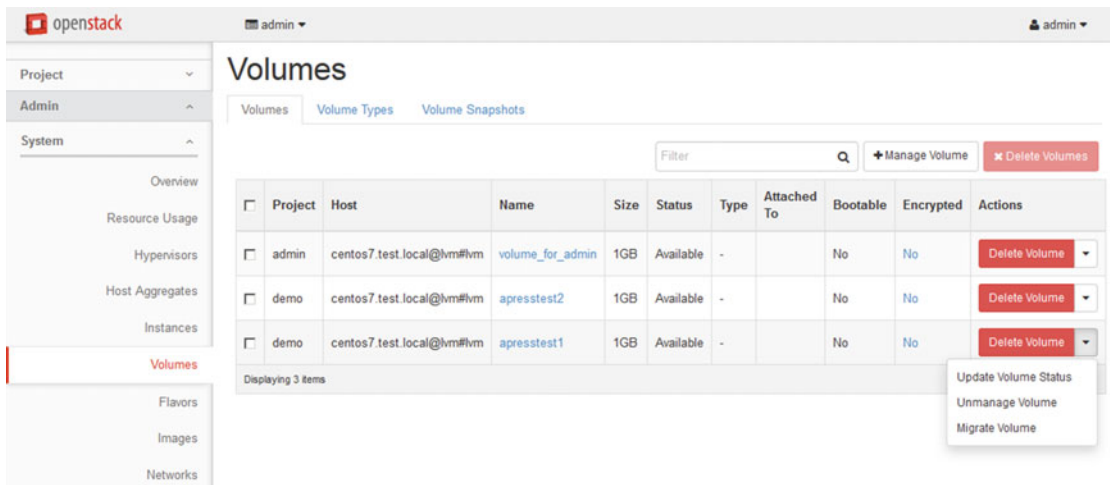 openstack
admin
admin
Project
Admin
System
Overview
Resource Usage
Hypervisors
Host Aggregates
Instances
Volumes
Flavors
Images
Networks
Volumes
Volumes Volume Types Volume Snapshots
Filter +Manage Volume × Delete Volumes
Project Host Name Size Status Type Attached To Bootable Encrypted Actions
admin centos7.test.local@lvm#lvm volume_for_admin 1GB Available - No No Delete Volume
demo centos7.test.local@lvm#lvm apresstest2 1GB Available - No No Delete Volume
demo centos7.test.local@lvm#lvm apresstest1 1GB Available - No No Delete Volume
Displaying 3 items
Update Volume Status
Unmanage Volume
Migrate Volume